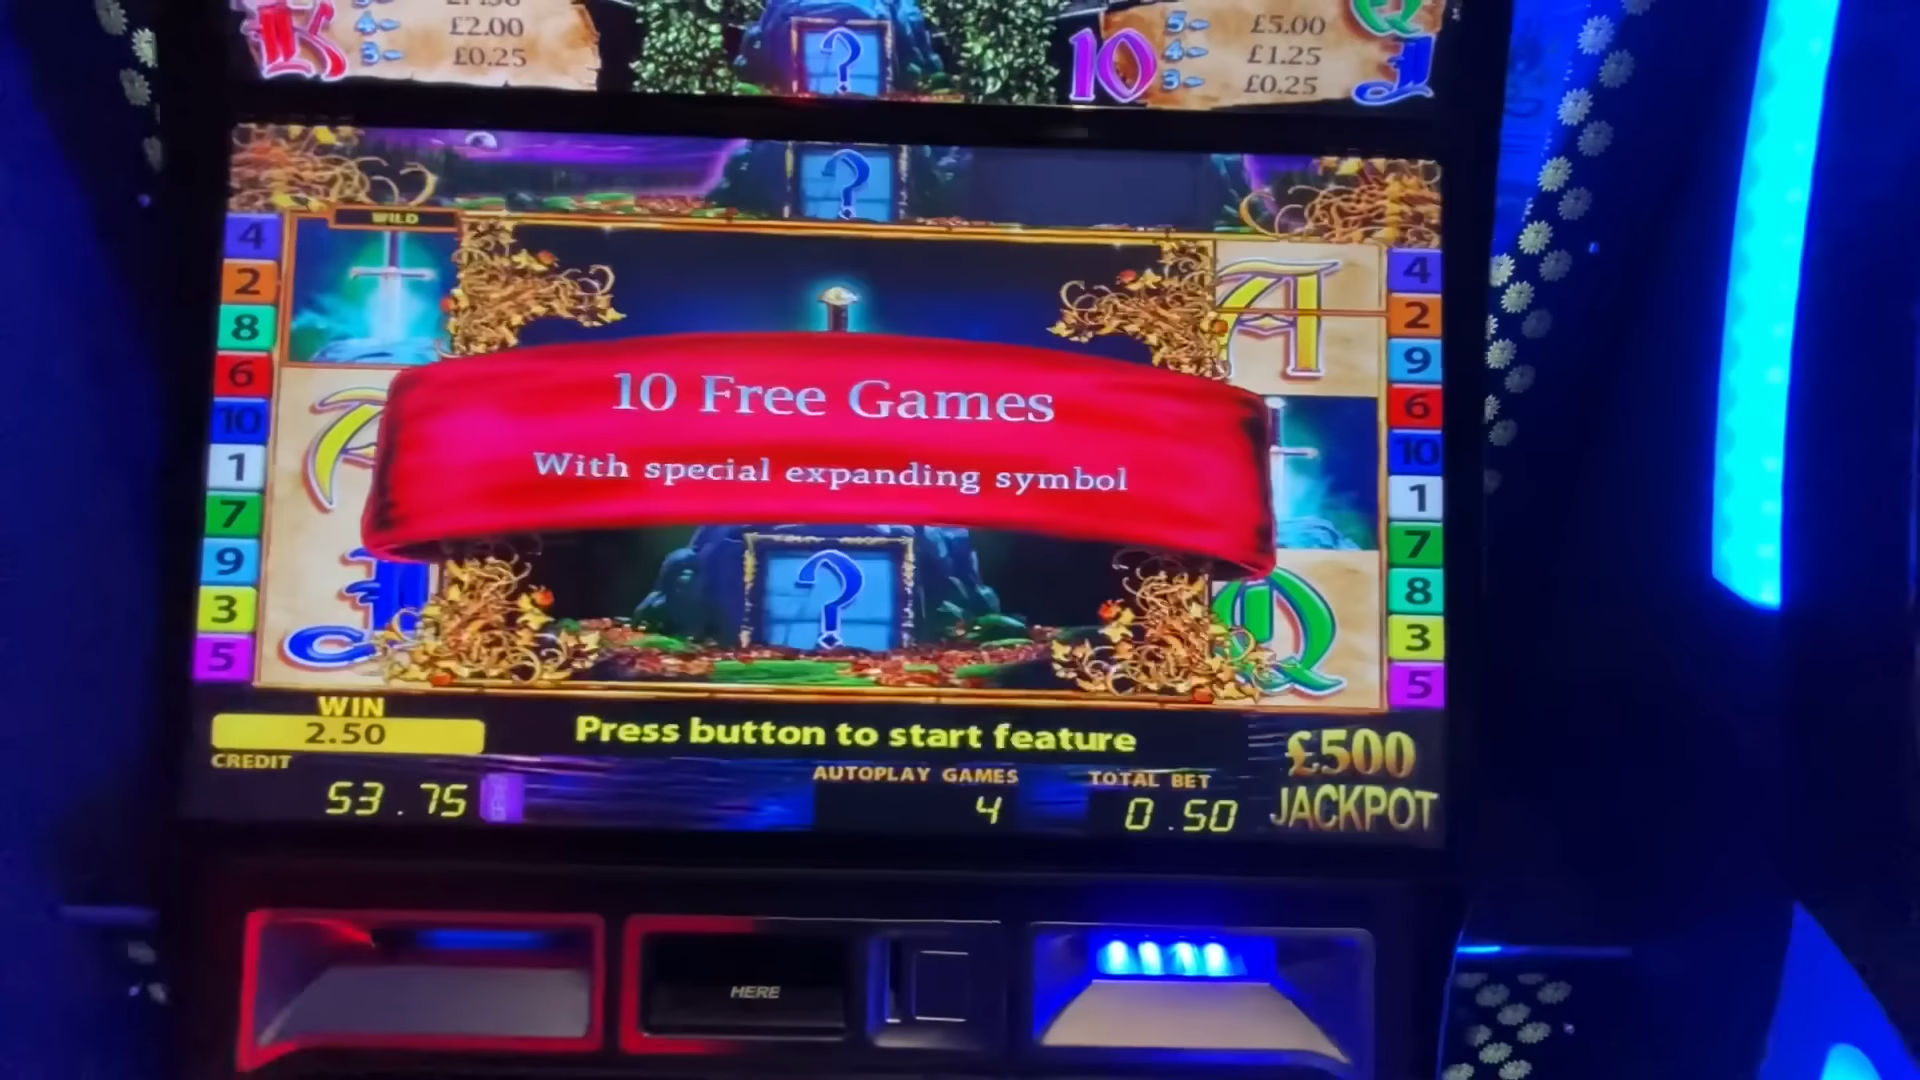 K
4- £2.00
3- £0.25
10
5- £5.00
4- £1.25
3- £0.25
Q
J
?
?
WILD
4
2
8
6
10
1
7
9
3
5
A
A
J
Q
10 Free Games
With special expanding symbol
?
4
2
9
6
10
1
7
8
3
5
WIN
2.50
Press button to start feature
CREDIT
53.75
AUTOPLAY GAMES
4
TOTAL BET
0.50
£500
JACKPOT
HERE